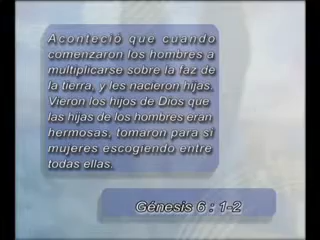 Aconteció que cuando
comenzaron los hombres a
multiplicarse sobre la faz de
la tierra, y les nacieron hijas.
Vieron los hijos de Dios que
las hijas de los hombres eran
hermosas, tomaron para sí
mujeres escogiendo entre
todas ellas.
Génesis 6 : 1-2